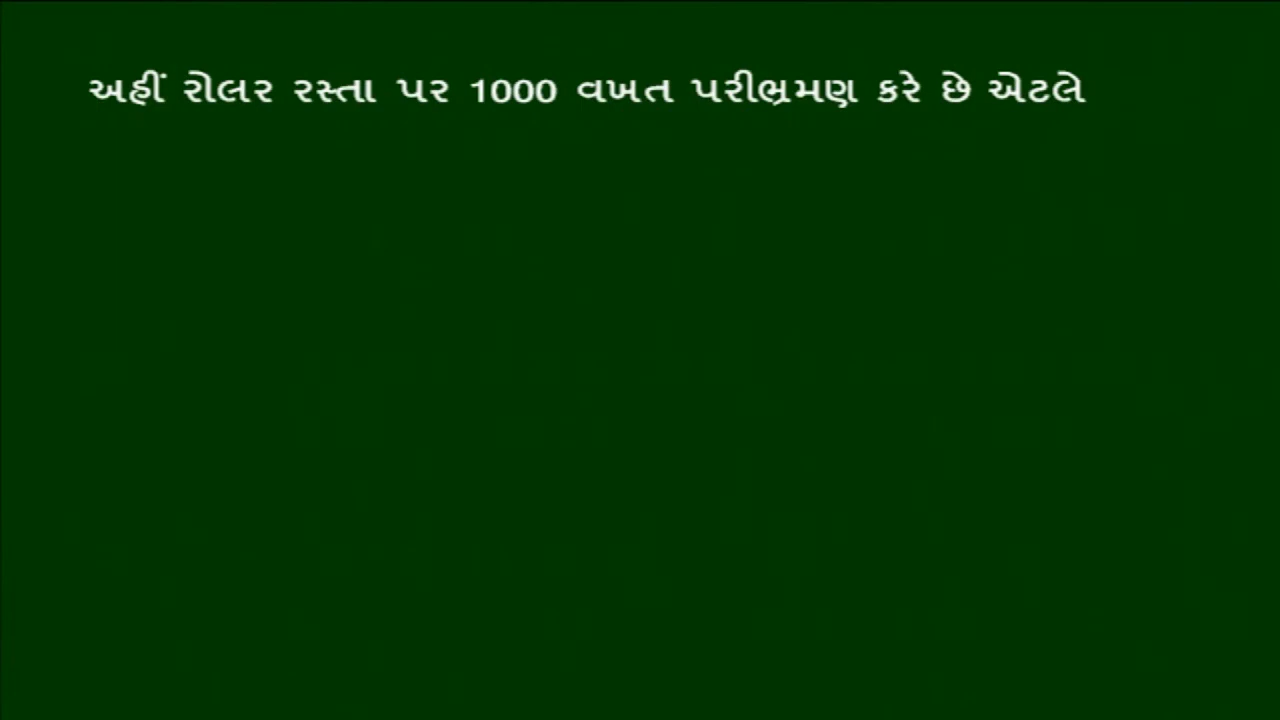 અહીં રોલર રસ્તા પર 1000 વખત પરીભ્રમણ કરે છે એટલે